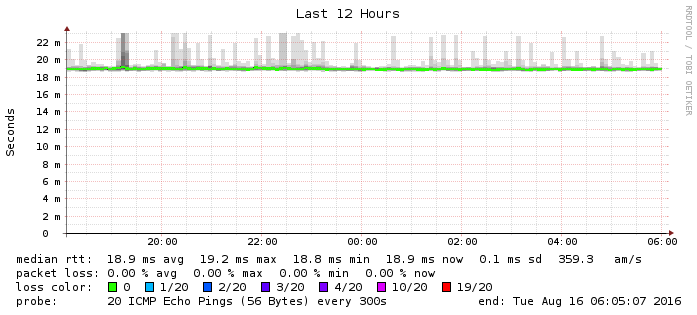 Last 12 Hours
RRDTOOL / TOBI OETIKER
Seconds
22 m
20 m
18 m
16 m
14 m
12 m
10 m
8 m
6 m
4 m
2 m
0
20:00 22:00 00:00 02:00 04:00 06:00
median rtt: 18.9 ms avg 19.2 ms max 18.8 ms min 18.9 ms now 0.1 ms sd 359.3 am/s
packet loss: 0.00 % avg 0.00 % max 0.00 % min 0.00 % now
loss color: 0 1/20 2/20 3/20 4/20 10/20 19/20
probe: 20 ICMP Echo Pings (56 Bytes) every 300s end: Tue Aug 16 06:05:07 2016